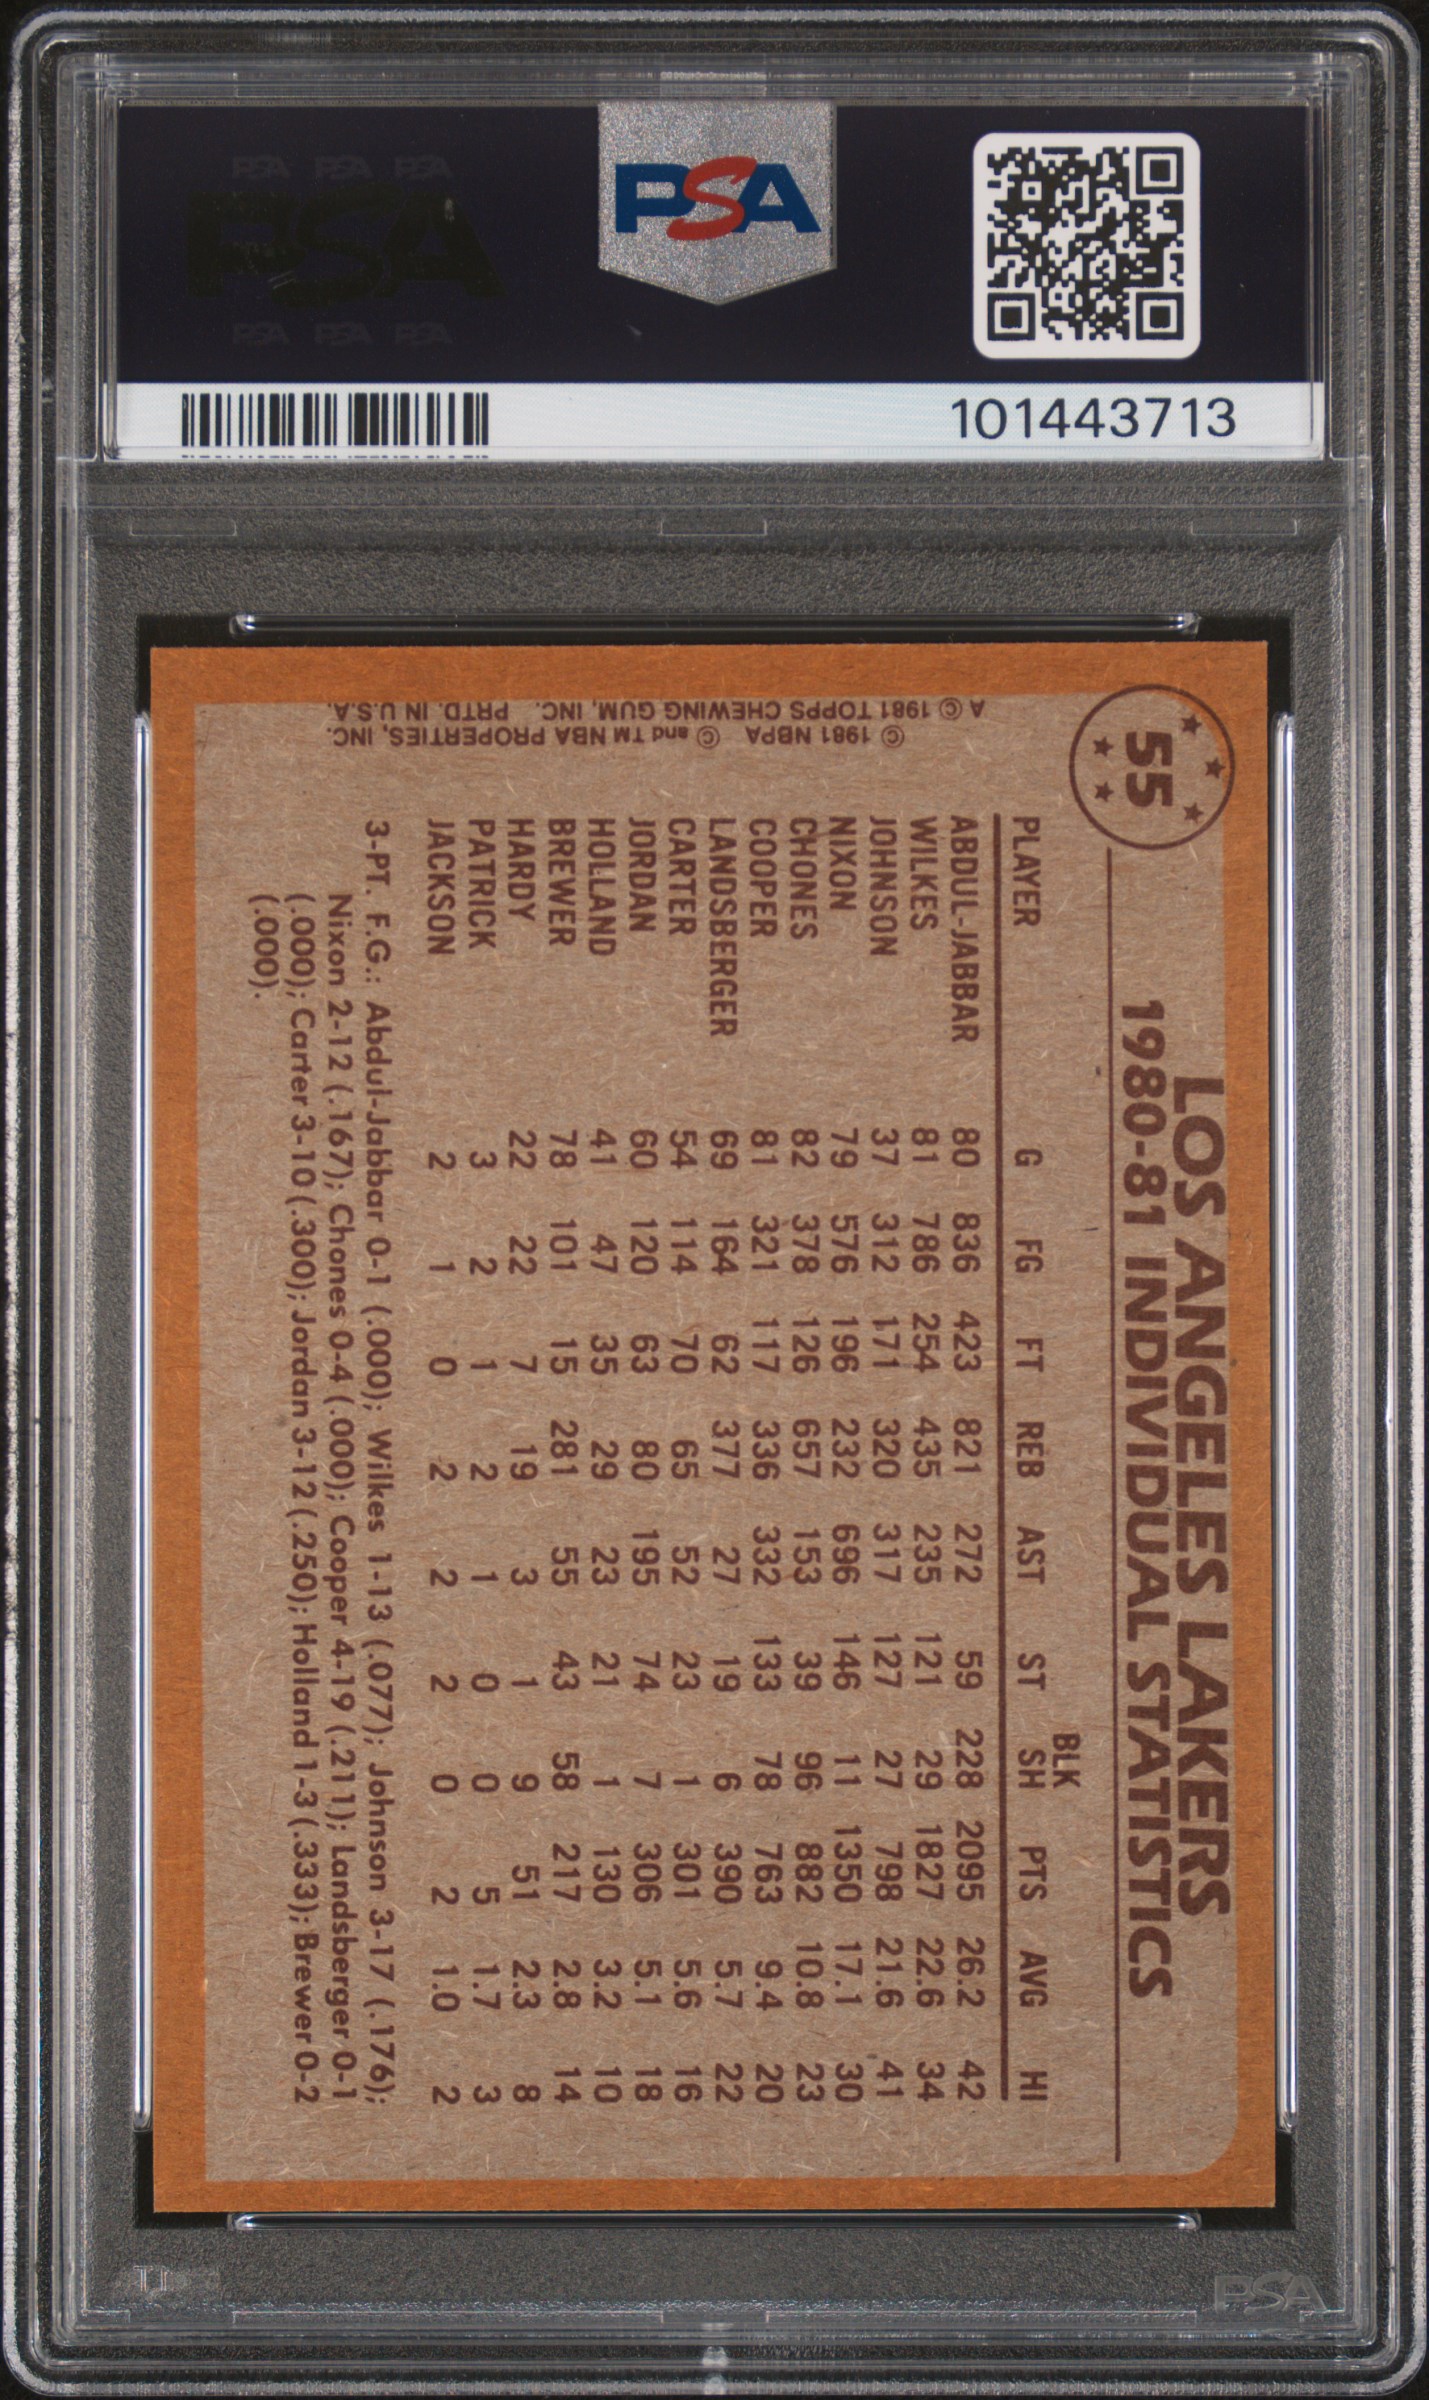 PSA PSA PSA
PSA
PSA PSA PSA
PSA
101443713
55
LOS ANGELES LAKERS
1980-81 INDIVIDUAL STATISTICS
BLK
PLAYER G FG FT REB AST ST SH PTS AVG HI
ABDUL-JABBAR 80 836 423 821 272 59 228 2095 26.2 42
WILKES 81 786 254 435 235 121 29 1827 22.6 34
JOHNSON 37 312 171 320 317 127 27 798 21.6 41
NIXON 79 576 196 232 696 146 11 1350 17.1 30
CHONES 82 378 126 657 153 39 96 882 10.8 23
COOPER 81 321 117 336 332 133 78 763 9.4 20
LANDSBERGER 69 164 62 377 27 19 6 390 5.7 22
CARTER 54 114 70 65 52 23 1 301 5.6 16
JORDAN 60 120 63 80 195 74 7 306 5.1 18
HOLLAND 41 47 35 29 23 21 1 130 3.2 10
BREWER 78 101 15 281 55 43 58 217 2.8 14
HARDY 22 22 7 19 3 1 9 51 2.3 8
PATRICK 3 2 1 2 1 0 0 5 1.7 3
JACKSON 2 1 0 2 2 2 0 2 1.0 2
3-PT. F.G.: Abdul-Jabbar 0-1 (.000); Wilkes 1-13 (.077); Johnson 3-17 (.176);
Nixon 2-12 (.167); Chones 0-4 (.000); Cooper 4-19 (.211); Landsberger 0-1
(.000); Carter 3-10 (.300); Jordan 3-12 (.250); Holland 1-3 (.333); Brewer 0-2
(.000).
© 1981 NBPA © and TM NBA PROPERTIES, INC.
A © 1981 TOPPS CHEWING GUM, INC. PRTD. IN U.S.A.
PSA